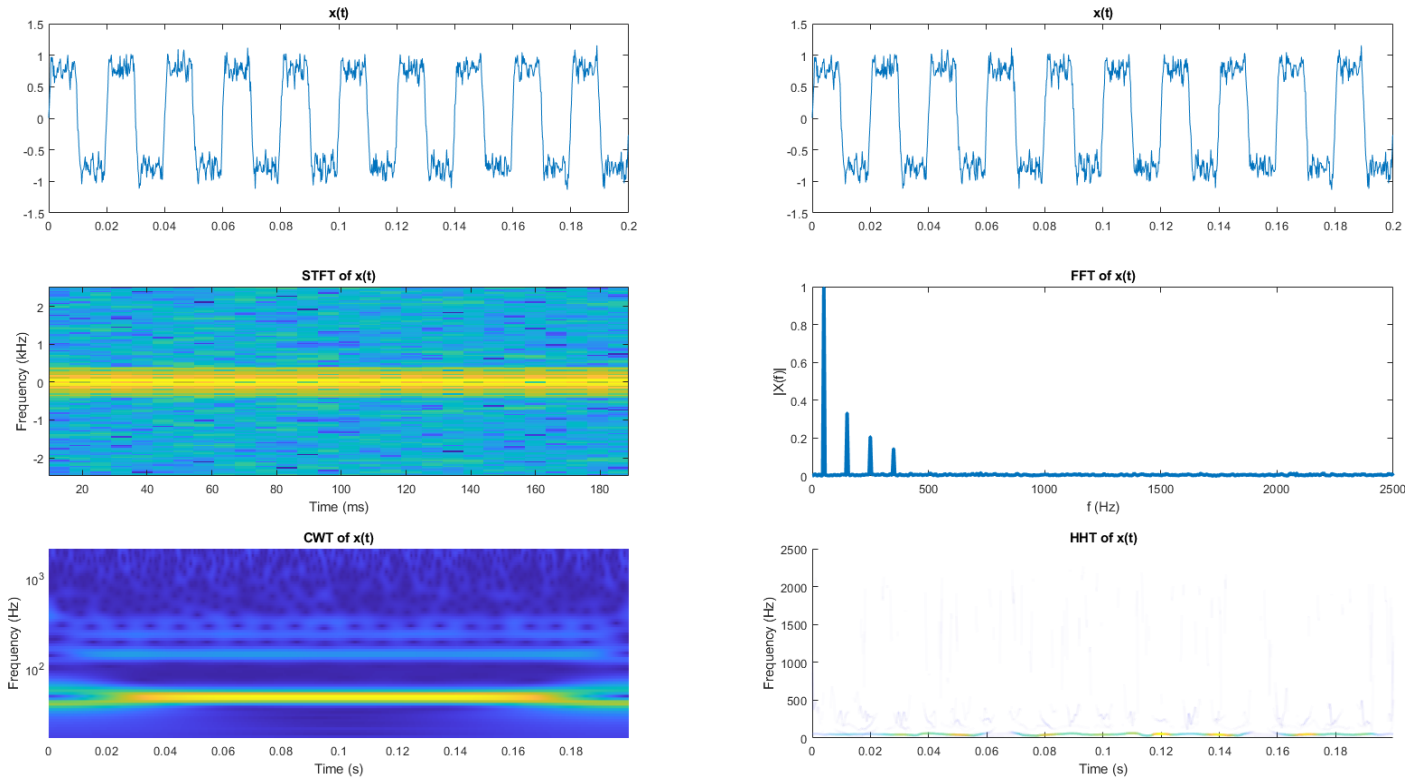 x(t)
1.5
1
0.5
0
-0.5
-1
-1.5
0 0.02 0.04 0.06 0.08 0.1 0.12 0.14 0.16 0.18 0.2
x(t)
1.5
1
0.5
0
-0.5
-1
-1.5
0 0.02 0.04 0.06 0.08 0.1 0.12 0.14 0.16 0.18 0.2
STFT of x(t)
Frequency (kHz)
2
1
0
-1
-2
20 40 60 80 100 120 140 160 180
Time (ms)
FFT of x(t)
|X(f)|
1
0.8
0.6
0.4
0.2
0
0 500 1000 1500 2000 2500
f (Hz)
CWT of x(t)
Frequency (Hz)
10³
10²
0 0.02 0.04 0.06 0.08 0.1 0.12 0.14 0.16 0.18
Time (s)
HHT of x(t)
Frequency (Hz)
2500
2000
1500
1000
500
0
0 0.02 0.04 0.06 0.08 0.1 0.12 0.14 0.16 0.18
Time (s)